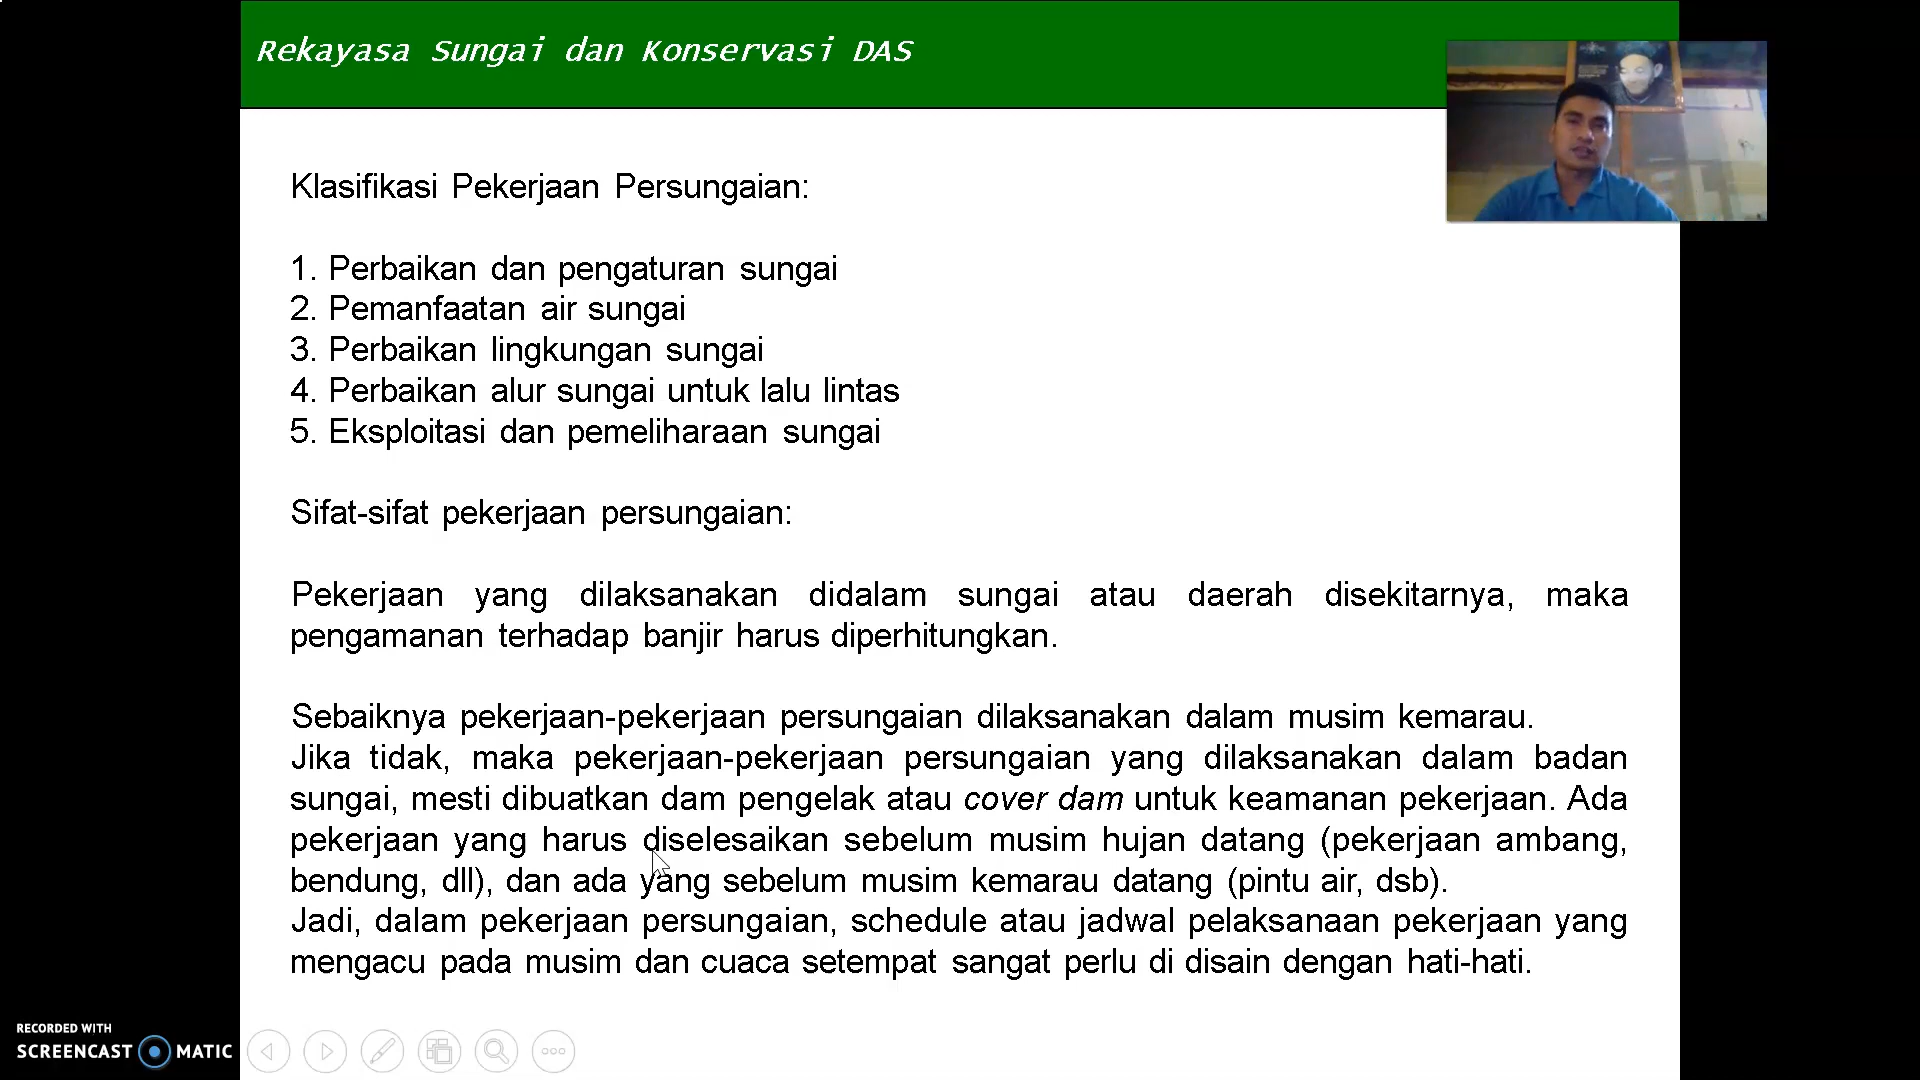 Rekayasa Sungai dan Konservasi DAS
Klasifikasi Pekerjaan Persungaian:
1. Perbaikan dan pengaturan sungai
2. Pemanfaatan air sungai
3. Perbaikan lingkungan sungai
4. Perbaikan alur sungai untuk lalu lintas
5. Eksploitasi dan pemeliharaan sungai
Sifat-sifat pekerjaan persungaian:
Pekerjaan yang dilaksanakan didalam sungai atau daerah disekitarnya, maka
pengamanan terhadap banjir harus diperhitungkan.
Sebaiknya pekerjaan-pekerjaan persungaian dilaksanakan dalam musim kemarau.
Jika tidak, maka pekerjaan-pekerjaan persungaian yang dilaksanakan dalam badan
sungai, mesti dibuatkan dam pengelak atau cover dam untuk keamanan pekerjaan. Ada
pekerjaan yang harus diselesaikan sebelum musim hujan datang (pekerjaan ambang,
bendung, dll), dan ada yang sebelum musim kemarau datang (pintu air, dsb).
Jadi, dalam pekerjaan persungaian, schedule atau jadwal pelaksanaan pekerjaan yang
mengacu pada musim dan cuaca setempat sangat perlu di disain dengan hati-hati.
RECORDED WITH
SCREENCAST MATIC